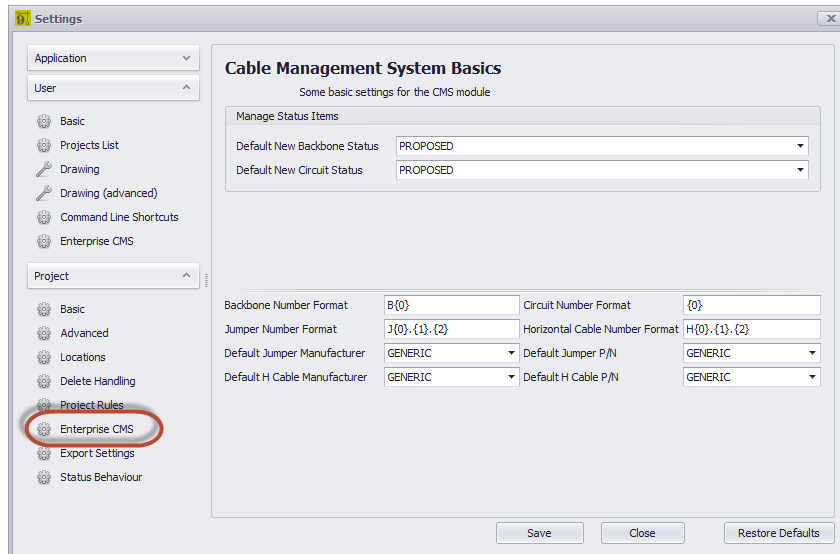 Settings
Application
User
Basic
Projects List
Drawing
Drawing (advanced)
Command Line Shortcuts
Enterprise CMS
Project
Basic
Advanced
Locations
Delete Handling
Project Rules
Enterprise CMS
Export Settings
Status Behaviour
Cable Management System Basics
Some basic settings for the CMS module
Manage Status Items
Default New Backbone Status PROPOSED
Default New Circuit Status PROPOSED
Backbone Number Format B{0} Circuit Number Format {0}
Jumper Number Format J{0}.{1}.{2} Horizontal Cable Number Format H{0}.{1}.{2}
Default Jumper Manufacturer GENERIC Default Jumper P/N GENERIC
Default H Cable Manufacturer GENERIC Default H Cable P/N GENERIC
Save Close Restore Defaults